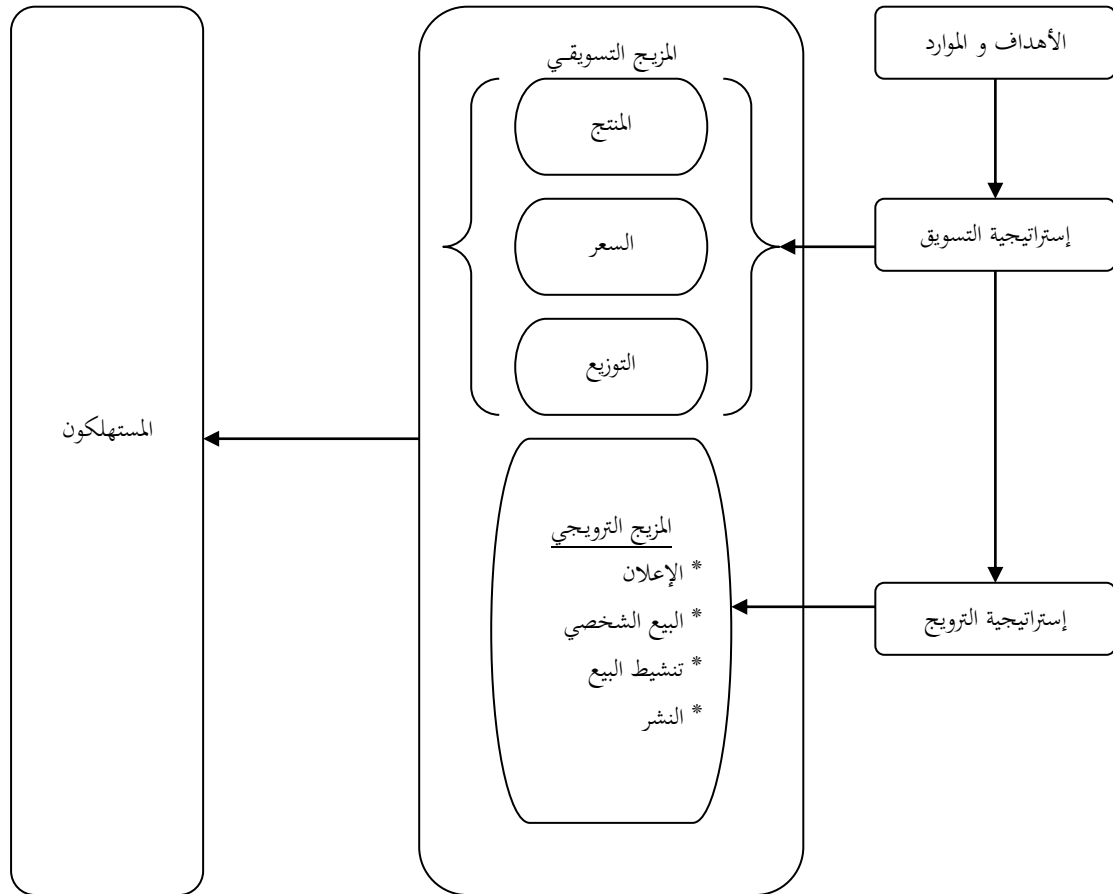 الأهداف و الموارد
إستراتيجية التسويق
إستراتيجية الترويج
المزيج التسويقي
المنتج
السعر
التوزيع
المزيج الترويجي
* الإعلان
* البيع الشخصي
* تنشيط البيع
* النشر
المستهلكون